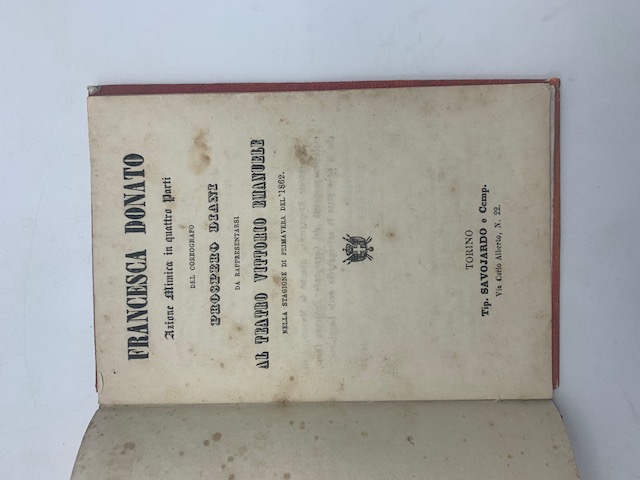 FRANCESCA DONATO
Azione Mimica in quattro Parti
DEL COREOGRAFO
PROSPERO DIANI
DA RAPPRESENTARSI
AL TEATRO VITTORIO EMANUELE
NELLA STAGIONE DI PRIMAVERA DEL 1862.
TORINO
Tip. SAVOJARDO e Comp.
Via Carlo Alberto, N. 22.